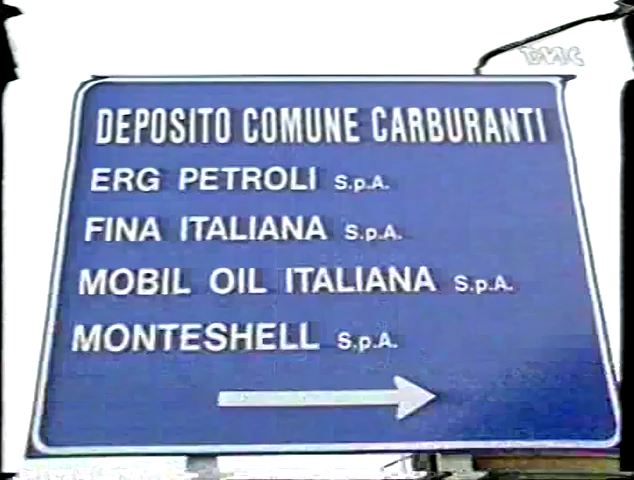 TMC
DEPOSITO COMUNE CARBURANTI
ERG PETROLI S.p.A.
FINA ITALIANA S.p.A.
MOBIL OIL ITALIANA S.p.A.
MONTESHELL S.p.A.